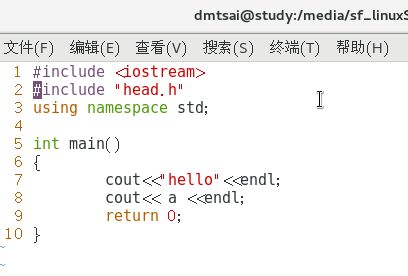 dmtsai@study:/media/sf_linuxS
文件(F) 编辑(E) 查看(V) 搜索(S) 终端(T) 帮助(H)
1 #include <iostream>
2 #include "head.h"
3 using namespace std;
4
5 int main()
6 {
7         cout<<"hello"<<endl;
8         cout<< a <<endl;
9         return 0;
10 }
~
~